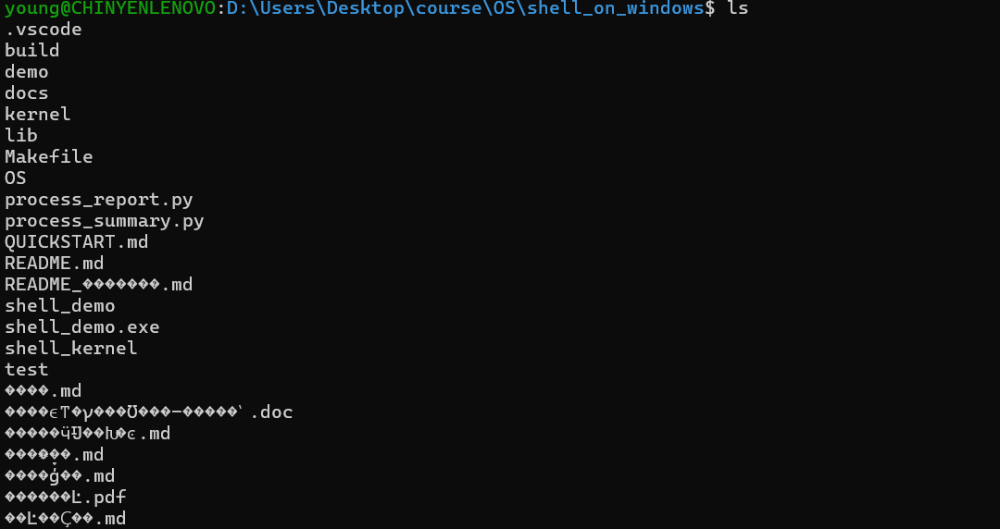 young@CHINYENLENOVO:D:\Users\Desktop\course\OS\shell_on_windows$ ls
.vscode
build
demo
docs
kernel
lib
Makefile
OS
process_report.py
process_summary.py
QUICKSTART.md
README.md
README_�������.md
shell_demo
shell_demo.exe
shell_kernel
test
����.md
.doc
.md
������.md
.md
������Ŀ.pdf
��Ŀ��Ҫ��.md